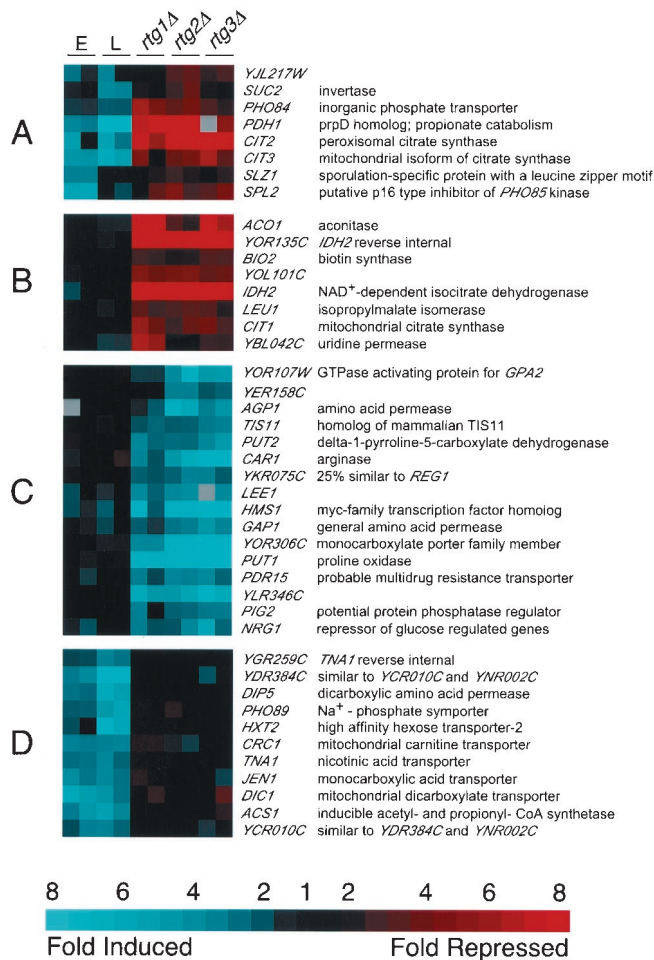 E L rtg1Δ rtg2Δ rtg3Δ
A
YJL217W
SUC2 invertase
PHO84 inorganic phosphate transporter
PDH1 prpD homolog; propionate catabolism
CIT2 peroxisomal citrate synthase
CIT3 mitochondrial isoform of citrate synthase
SLZ1 sporulation-specific protein with a leucine zipper motif
SPL2 putative p16 type inhibitor of PHO85 kinase
B
ACO1 aconitase
YOR135C IDH2 reverse internal
BIO2 biotin synthase
YOL101C
IDH2 NAD+-dependent isocitrate dehydrogenase
LEU1 isopropylmalate isomerase
CIT1 mitochondrial citrate synthase
YBL042C uridine permease
C
YOR107W GTPase activating protein for GPA2
YER158C
AGP1 amino acid permease
TIS11 homolog of mammalian TIS11
PUT2 delta-1-pyrroline-5-carboxylate dehydrogenase
CAR1 arginase
YKR075C 25% similar to REG1
LEE1
HMS1 myc-family transcription factor homolog
GAP1 general amino acid permease
YOR306C monocarboxylate porter family member
PUT1 proline oxidase
PDR15 probable multidrug resistance transporter
YLR346C
PIG2 potential protein phosphatase regulator
NRG1 repressor of glucose regulated genes
D
YGR259C TNA1 reverse internal
YDR384C similar to YCR010C and YNR002C
DIP5 dicarboxylic amino acid permease
PHO89 Na+ - phosphate symporter
HXT2 high affinity hexose transporter-2
CRC1 mitochondrial carnitine transporter
TNA1 nicotinic acid transporter
JEN1 monocarboxylic acid transporter
DIC1 mitochondrial dicarboxylate transporter
ACS1 inducible acetyl- and propionyl- CoA synthetase
YCR010C similar to YDR384C and YNR002C
8 6 4 2 1 2 4 6 8
Fold Induced Fold Repressed